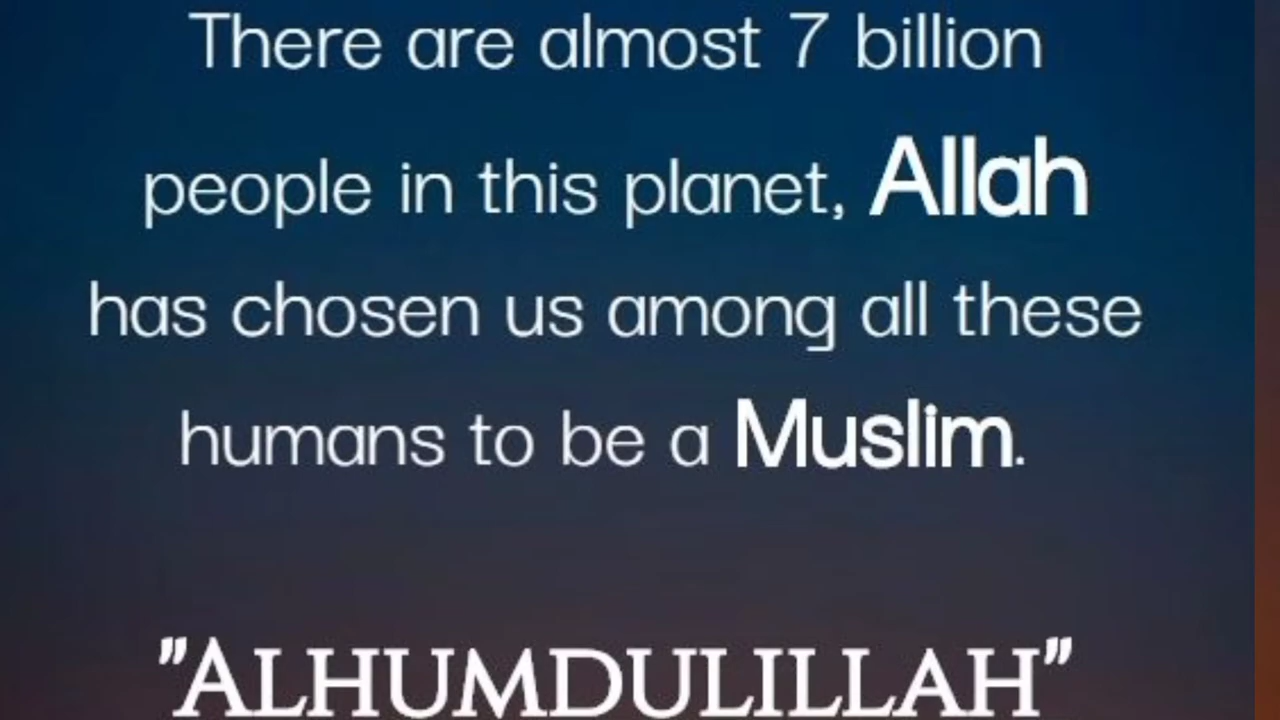 There are almost 7 billion
people in this planet, Allah
has chosen us among all these
humans to be a Muslim.
"ALHUMDULILLAH"